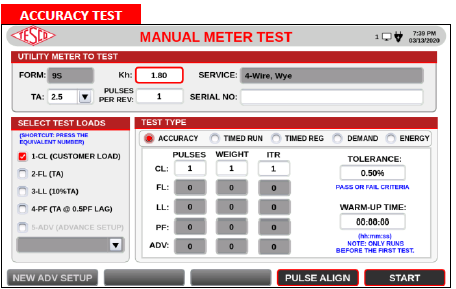 ACCURACY TEST
TESCO
MANUAL METER TEST
1
7:39 PM
03/13/2020
UTILITY METER TO TEST
FORM: 9S Kh: 1.80 SERVICE: 4-Wire, Wye
TA: 2.5 PULSES PER REV: 1 SERIAL NO:
SELECT TEST LOADS
(SHORTCUT: PRESS THE
EQUIVALENT NUMBER)
1-CL (CUSTOMER LOAD)
2-FL (TA)
3-LL (10%TA)
4-PF (TA @ 0.5PF LAG)
5-ADV (ADVANCE SETUP)
TEST TYPE
ACCURACY TIMED RUN TIMED REG DEMAND ENERGY
PULSES WEIGHT ITR
CL: 1 1 1
FL: 0 0 0
LL: 0 0 0
PF: 0 0 0
ADV: 0 0 0
TOLERANCE:
0.50%
PASS OR FAIL CRITERIA
WARM-UP TIME:
00:00:00
(hh:mm:ss)
NOTE: ONLY RUNS
BEFORE THE FIRST TEST.
NEW ADV SETUP PULSE ALIGN START